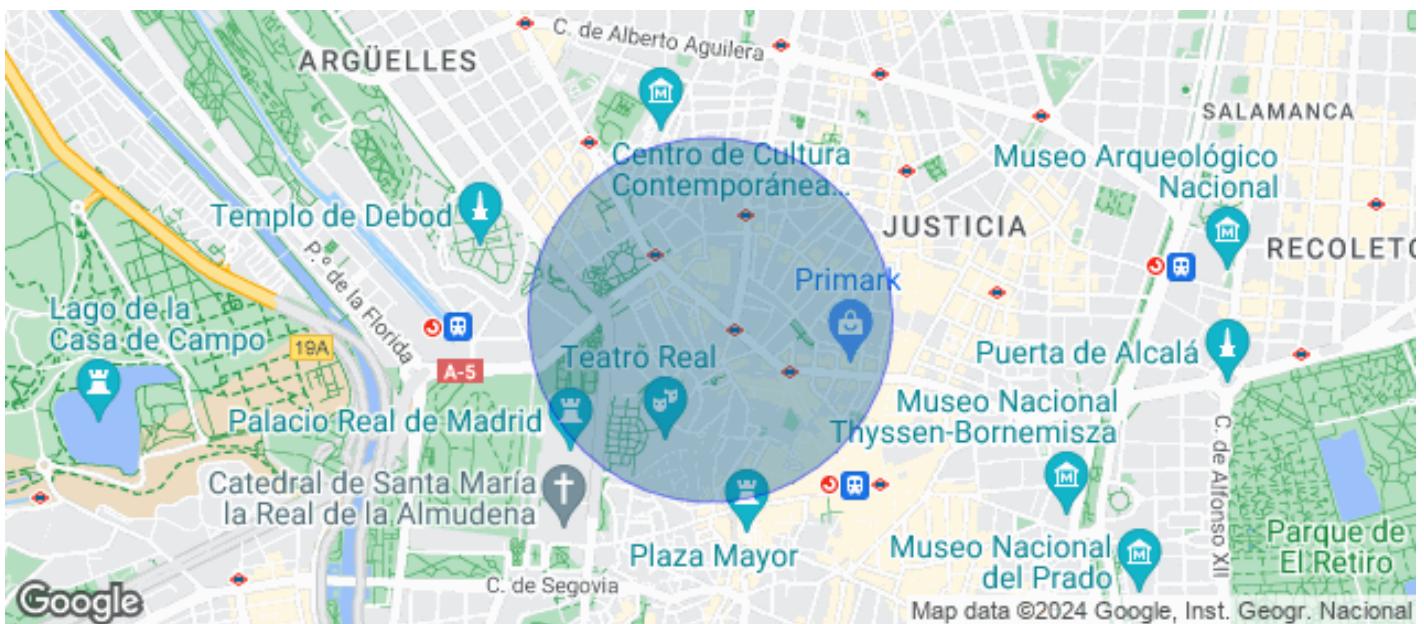 C. de Alberto Aguilera
ARGÜELLES
SALAMANCA
Centro de Cultura
Contemporánea...
Museo Arqueológico
Nacional
Templo de Debod
JUSTICIA
RECOLETO
P.º de la Florida
Primark
Lago de la
Casa de Campo
19A
A-5
Teatro Real
Puerta de Alcalá
Palacio Real de Madrid
Museo Nacional
Thyssen-Bornemisza
C. de Alfonso XII
Catedral de Santa María
la Real de la Almudena
Plaza Mayor
Museo Nacional
del Prado
Parque de
El Retiro
C. de Segovia
Google
Map data ©2024 Google, Inst. Geogr. Nacional